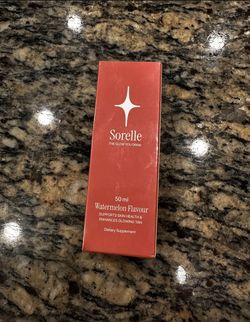 Sorelle
THE GLOW YOU DRINK
50 ml
Watermelon Flavour
SUPPORTS SKIN HEALTH &
ENHANCES GLOWING TAN
Dietary Supplement